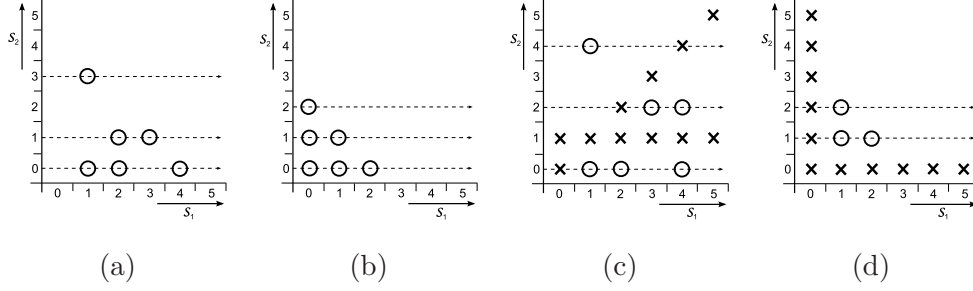 5 5 5 5
s₂ 4 s₂ 4 s₂ 4 s₂ 4
3 3 3 3
2 2 2 2
1 1 1 1
0 0 0 0
0 1 2 3 4 5 0 1 2 3 4 5 0 1 2 3 4 5 0 1 2 3 4 5
s₁ s₁ s₁ s₁
(a) (b) (c) (d)